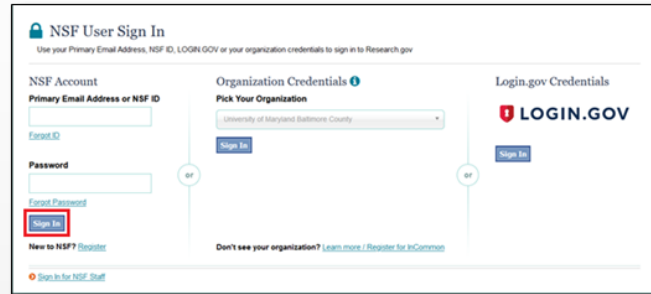 NSF User Sign In
Use your Primary Email Address, NSF ID, LOGIN.GOV or your organization credentials to sign in to Research.gov
NSF Account
Primary Email Address or NSF ID
Forgot ID
Password
Forgot Password
Sign In
New to NSF? Register
or
Organization Credentials
Pick Your Organization
University of Maryland Baltimore County
Sign In
Don't see your organization? Learn more / Register for InCommon
or
Login.gov Credentials
LOGIN.GOV
Sign In
Sign In for NSF Staff